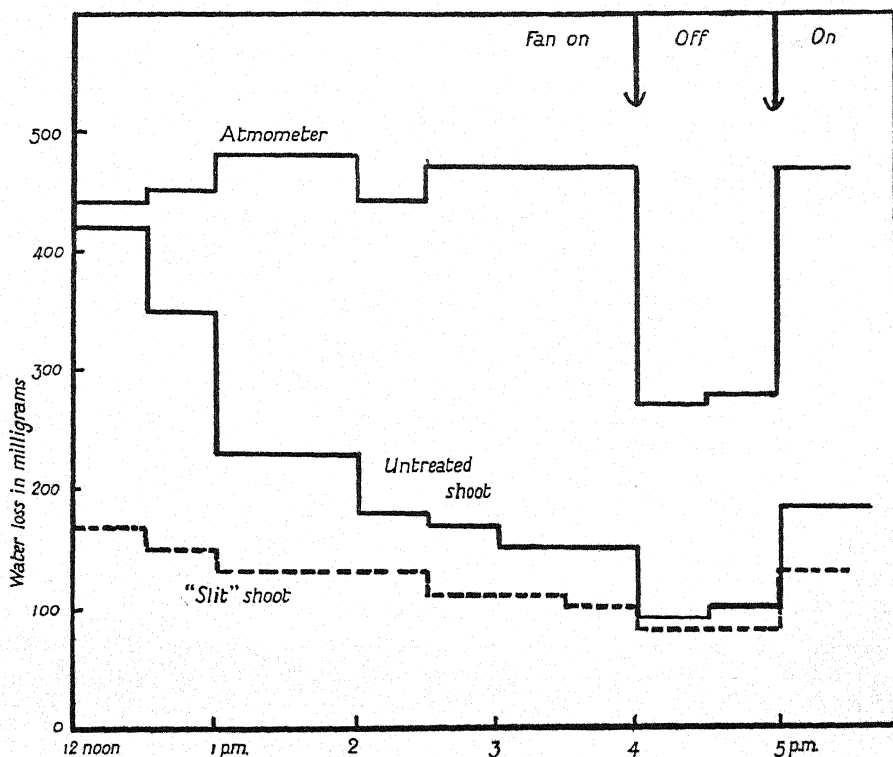 Fan on
Off
On
500
Atmometer
400
300
Water loss in milligrams
Untreated
shoot
200
"Slit" shoot
100
0
12 noon
1 p.m.
2
3
4
5 p.m.